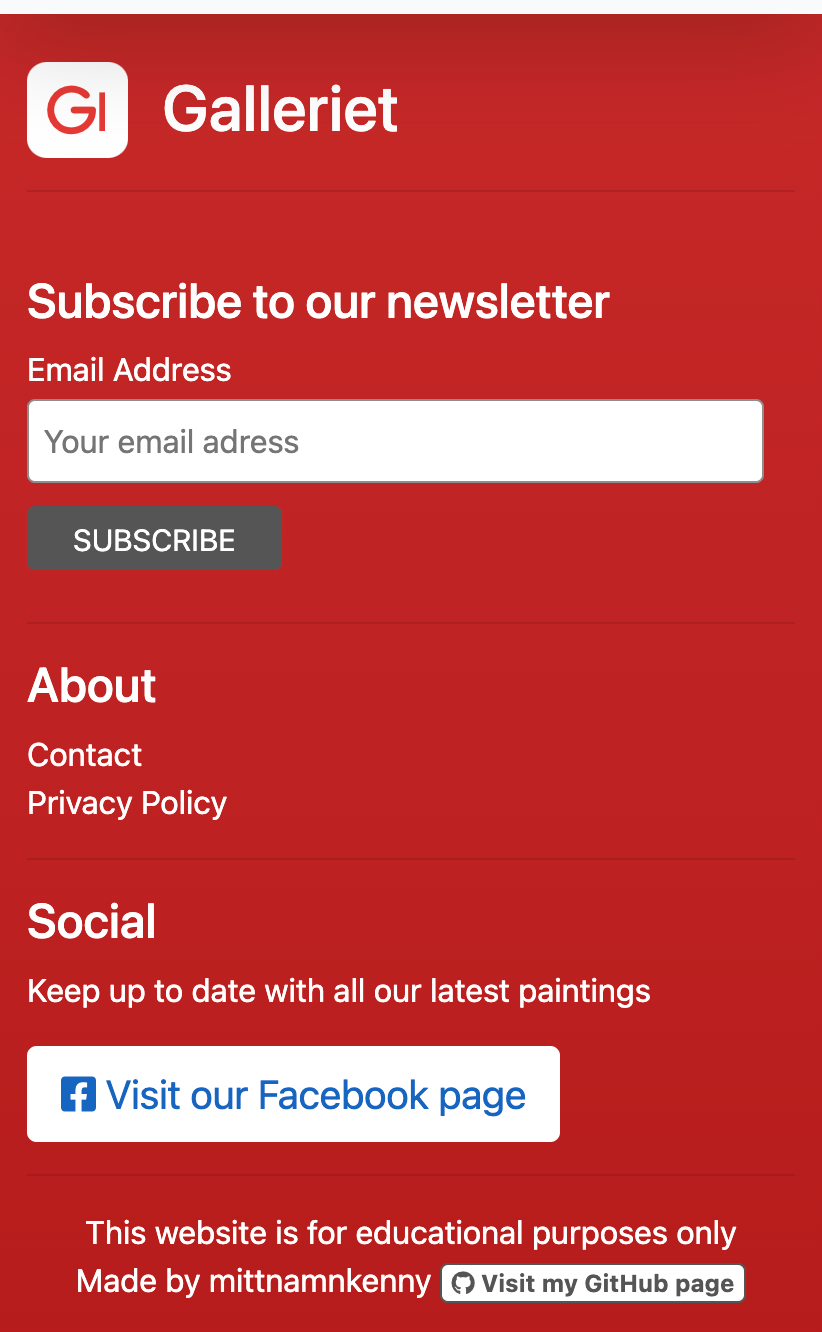 GI Galleriet
Subscribe to our newsletter
Email Address
Your email adress
SUBSCRIBE
About
Contact
Privacy Policy
Social
Keep up to date with all our latest paintings
Visit our Facebook page
This website is for educational purposes only
Made by mittnamnkenny Visit my GitHub page